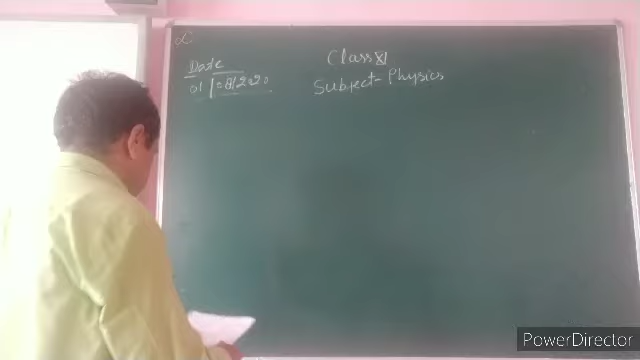 Date
Class XI
01/08/2020
Subject- Physics
PowerDirector